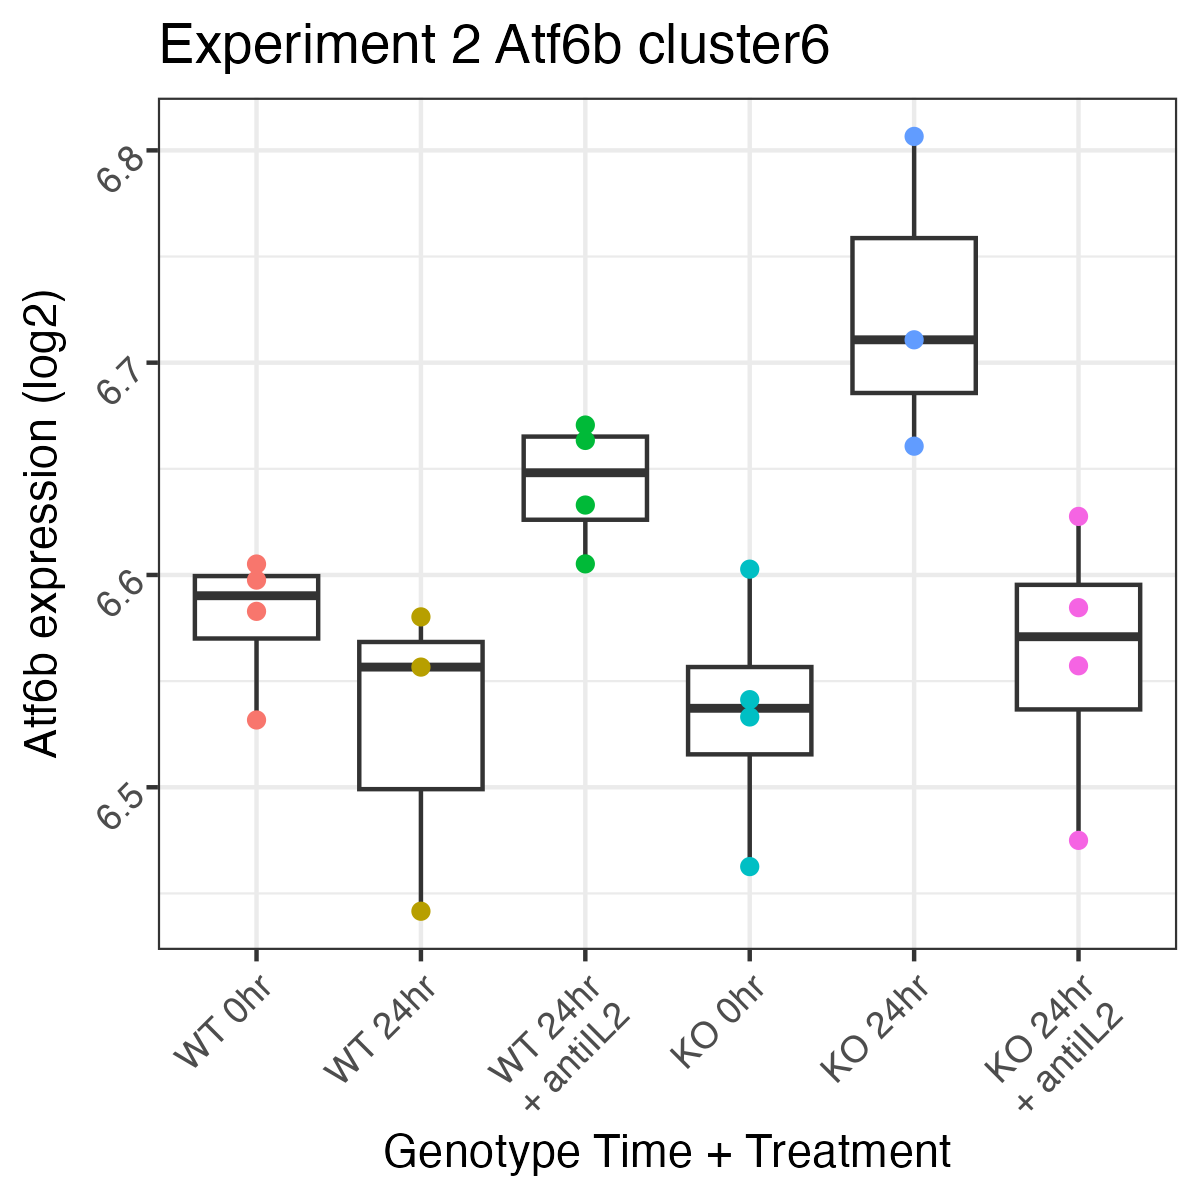 Experiment 2 Atf6b cluster6
Atf6b expression (log2)
6.8
6.7
6.6
6.5
WT 0hr
WT 24hr
WT 24hr
+ antiIL2
KO 0hr
KO 24hr
KO 24hr
+ antiIL2
Genotype Time + Treatment